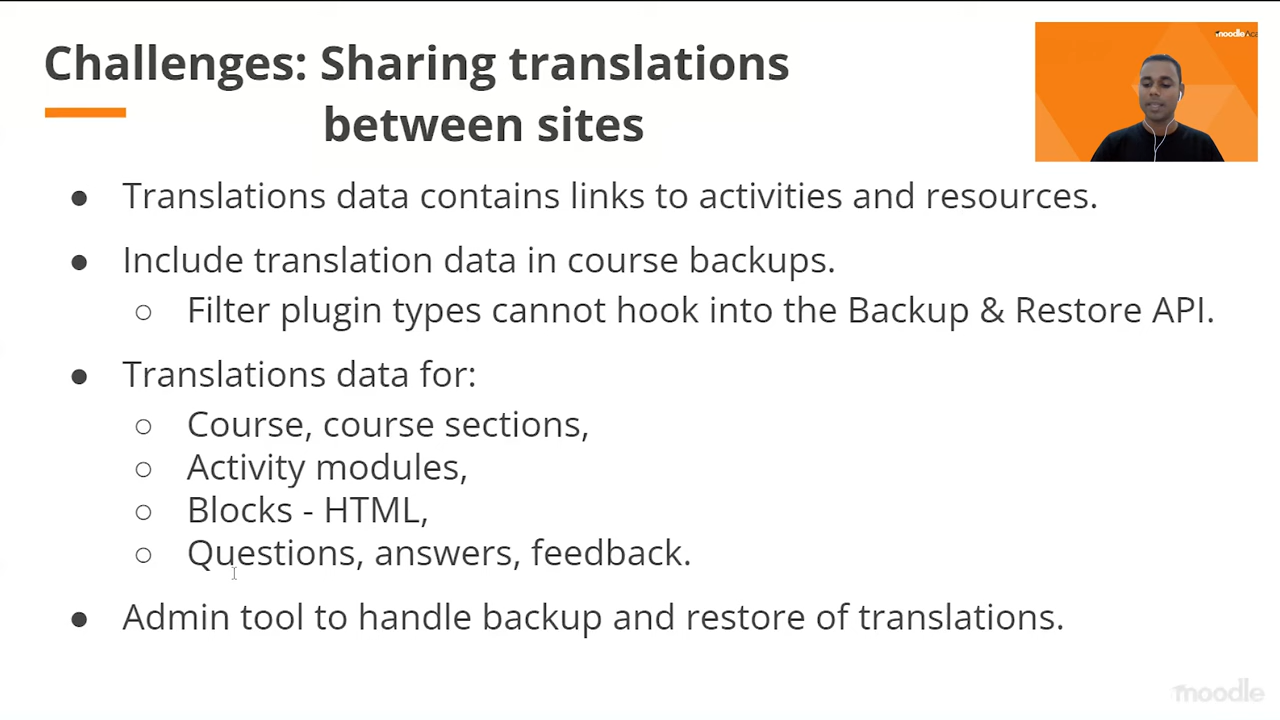 Challenges: Sharing translations
between sites
● Translations data contains links to activities and resources.
● Include translation data in course backups.
○ Filter plugin types cannot hook into the Backup & Restore API.
● Translations data for:
○ Course, course sections,
○ Activity modules,
○ Blocks - HTML,
○ Questions, answers, feedback.
● Admin tool to handle backup and restore of translations.
moodle